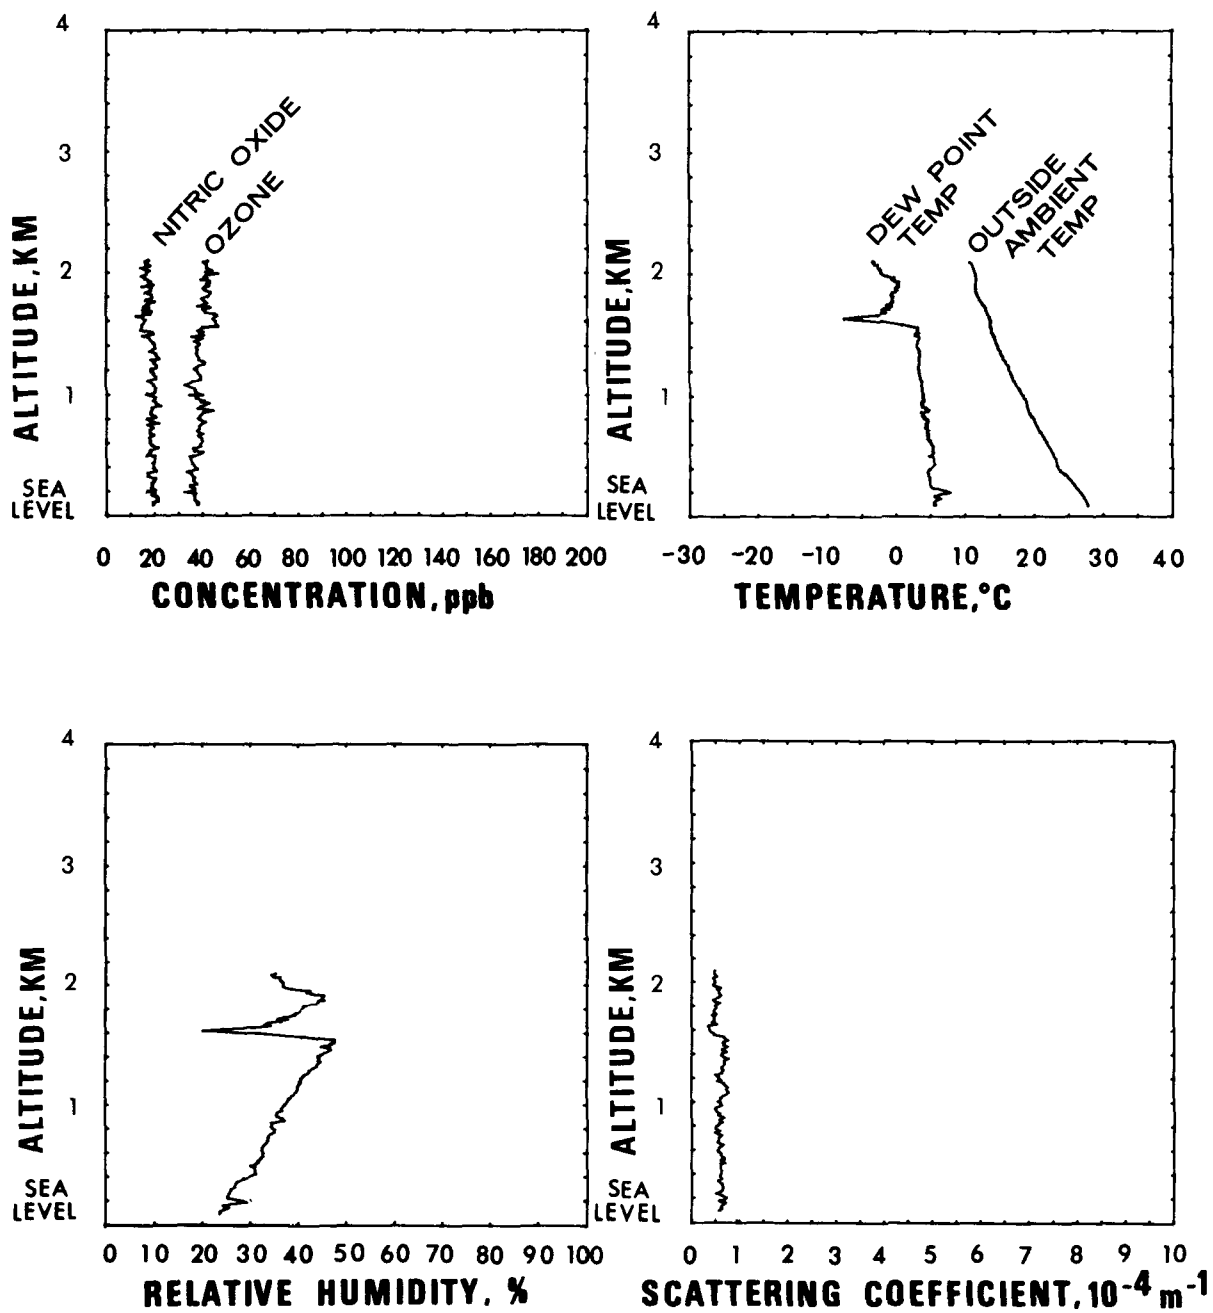 4
3
2
1
ALTITUDE,KM
SEA
LEVEL
NITRIC OXIDE
OZONE
0 20 40 60 80 100 120 140 160 180 200
CONCENTRATION, ppb
4
3
2
1
ALTITUDE,KM
SEA
LEVEL
DEW POINT
TEMP
OUTSIDE
AMBIENT
TEMP
-30 -20 -10 0 10 20 30 40
TEMPERATURE,°C
4
3
2
1
ALTITUDE,KM
SEA
LEVEL
0 10 20 30 40 50 60 70 80 90 100
RELATIVE HUMIDITY, %
4
3
2
1
ALTITUDE,KM
SEA
LEVEL
0 1 2 3 4 5 6 7 8 9 10
SCATTERING COEFFICIENT, 10⁻⁴ m⁻¹